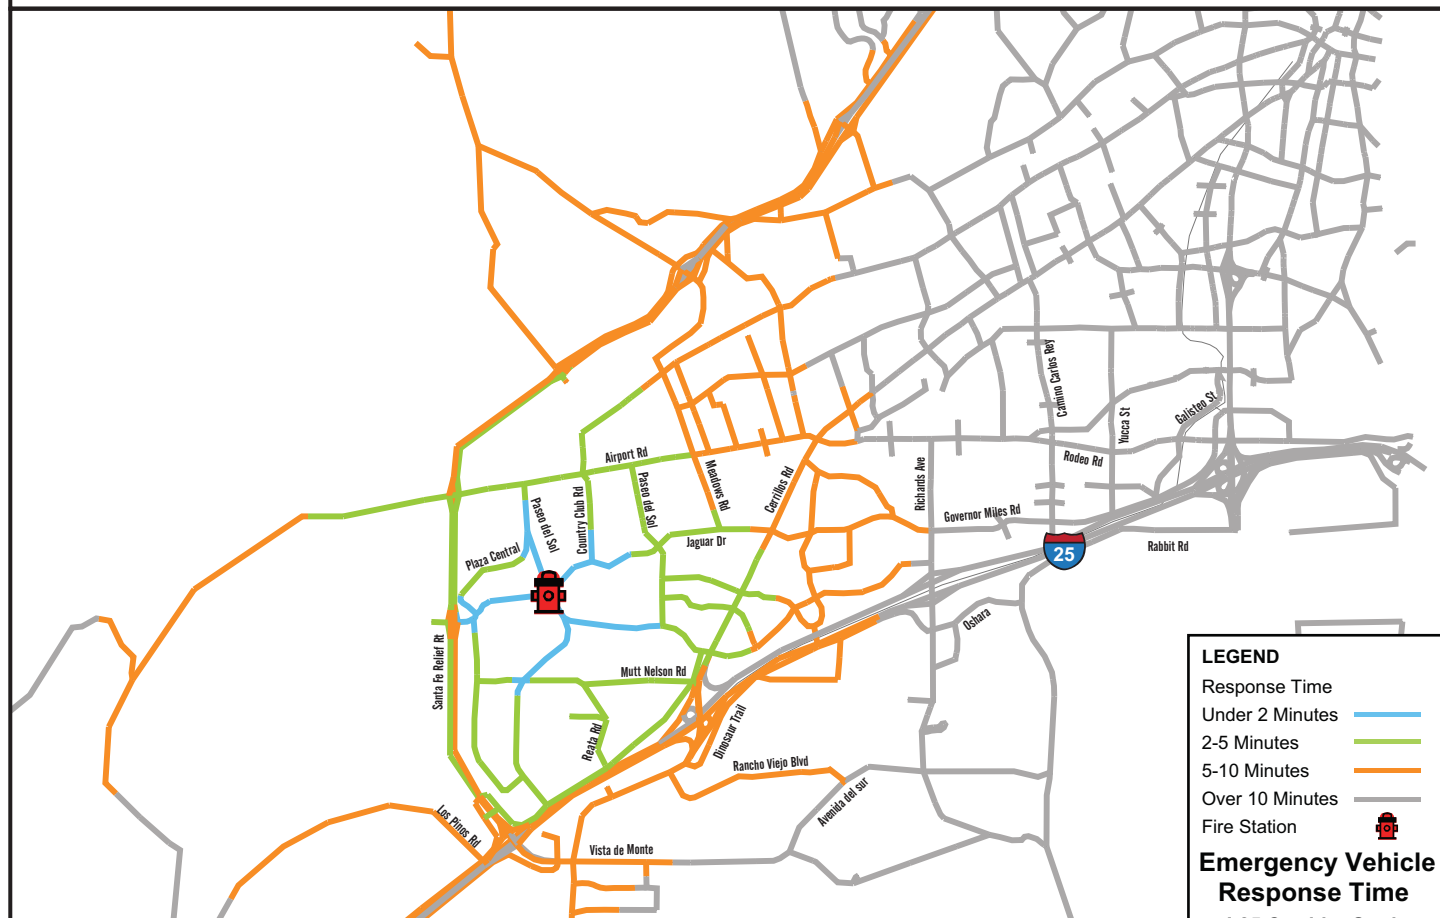 Camino Carlos Rey
Yucca St
Galisteo St
Airport Rd
Rodeo Rd
Meadows Rd
Cerrillos Rd
Richards Ave
Paseo del Sol
Country Club Rd
Paseo del Sol
Governor Miles Rd
Jaguar Dr
Plaza Central
25
Rabbit Rd
Oshara
Santa Fe Relief Rt
Mutt Nelson Rd
Reata Rd
Dinosaur Trail
Rancho Viejo Blvd
Avenida del sur
Los Pinos Rd
Vista de Monte
LEGEND
Response Time
Under 2 Minutes
2-5 Minutes
5-10 Minutes
Over 10 Minutes
Fire Station
Emergency Vehicle
Response Time